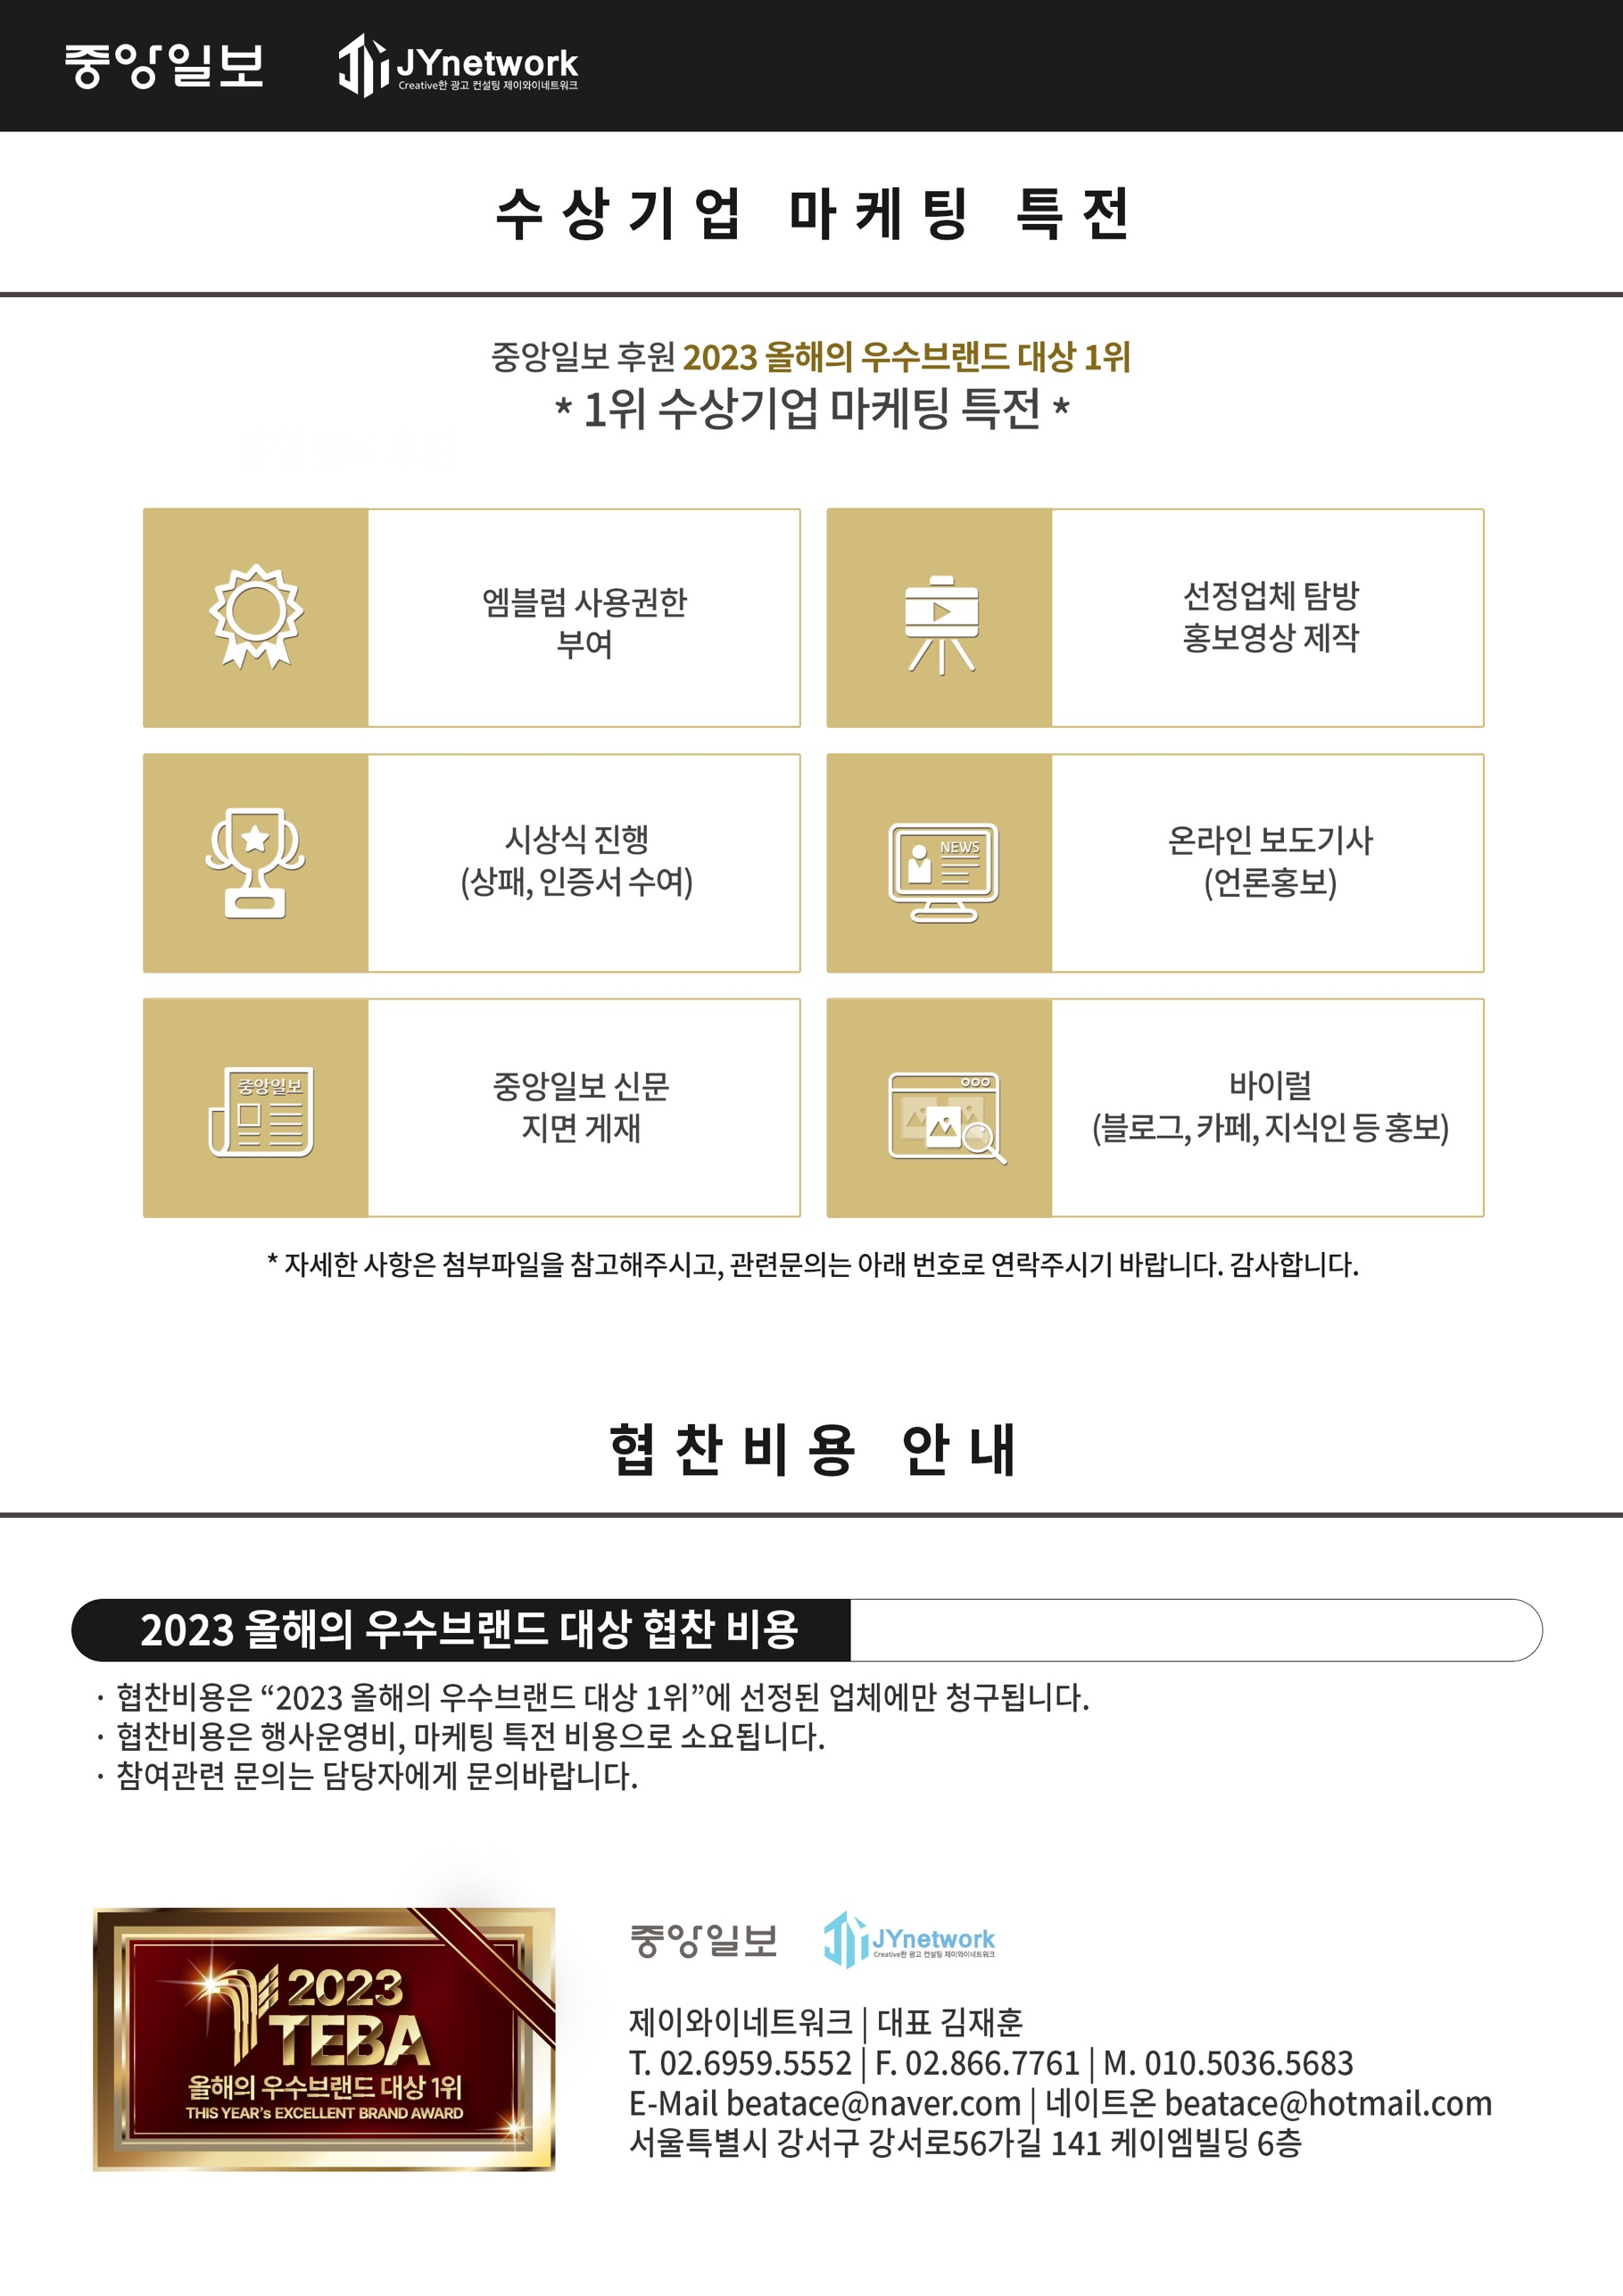 중앙일보
JYnetwork
Creative한 광고 컨설팅 제이와이네트워크
수상기업 마케팅 특전
중앙일보 후원 2023 올해의 우수브랜드 대상 1위
* 1위 수상기업 마케팅 특전 *
엠블럼 사용권한
부여
선정업체 탐방
홍보영상 제작
시상식 진행
(상패, 인증서 수여)
NEWS
온라인 보도기사
(언론홍보)
중앙일보
중앙일보 신문
지면 게재
바이럴
(블로그, 카페, 지식인 등 홍보)
* 자세한 사항은 첨부파일을 참고해주시고, 관련문의는 아래 번호로 연락주시기 바랍니다. 감사합니다.
협찬비용 안내
2023 올해의 우수브랜드 대상 협찬 비용
· 협찬비용은 “2023 올해의 우수브랜드 대상 1위”에 선정된 업체에만 청구됩니다.
· 협찬비용은 행사운영비, 마케팅 특전 비용으로 소요됩니다.
· 참여관련 문의는 담당자에게 문의바랍니다.
2023
TEBA
올해의 우수브랜드 대상 1위
THIS YEAR's EXCELLENT BRAND AWARD
중앙일보
JYnetwork
Creative한 광고 컨설팅 제이와이네트워크
제이와이네트워크 | 대표 김재훈
T. 02.6959.5552 | F. 02.866.7761 | M. 010.5036.5683
E-Mail beatace@naver.com | 네이트온 beatace@hotmail.com
서울특별시 강서구 강서로56가길 141 케이엠빌딩 6층